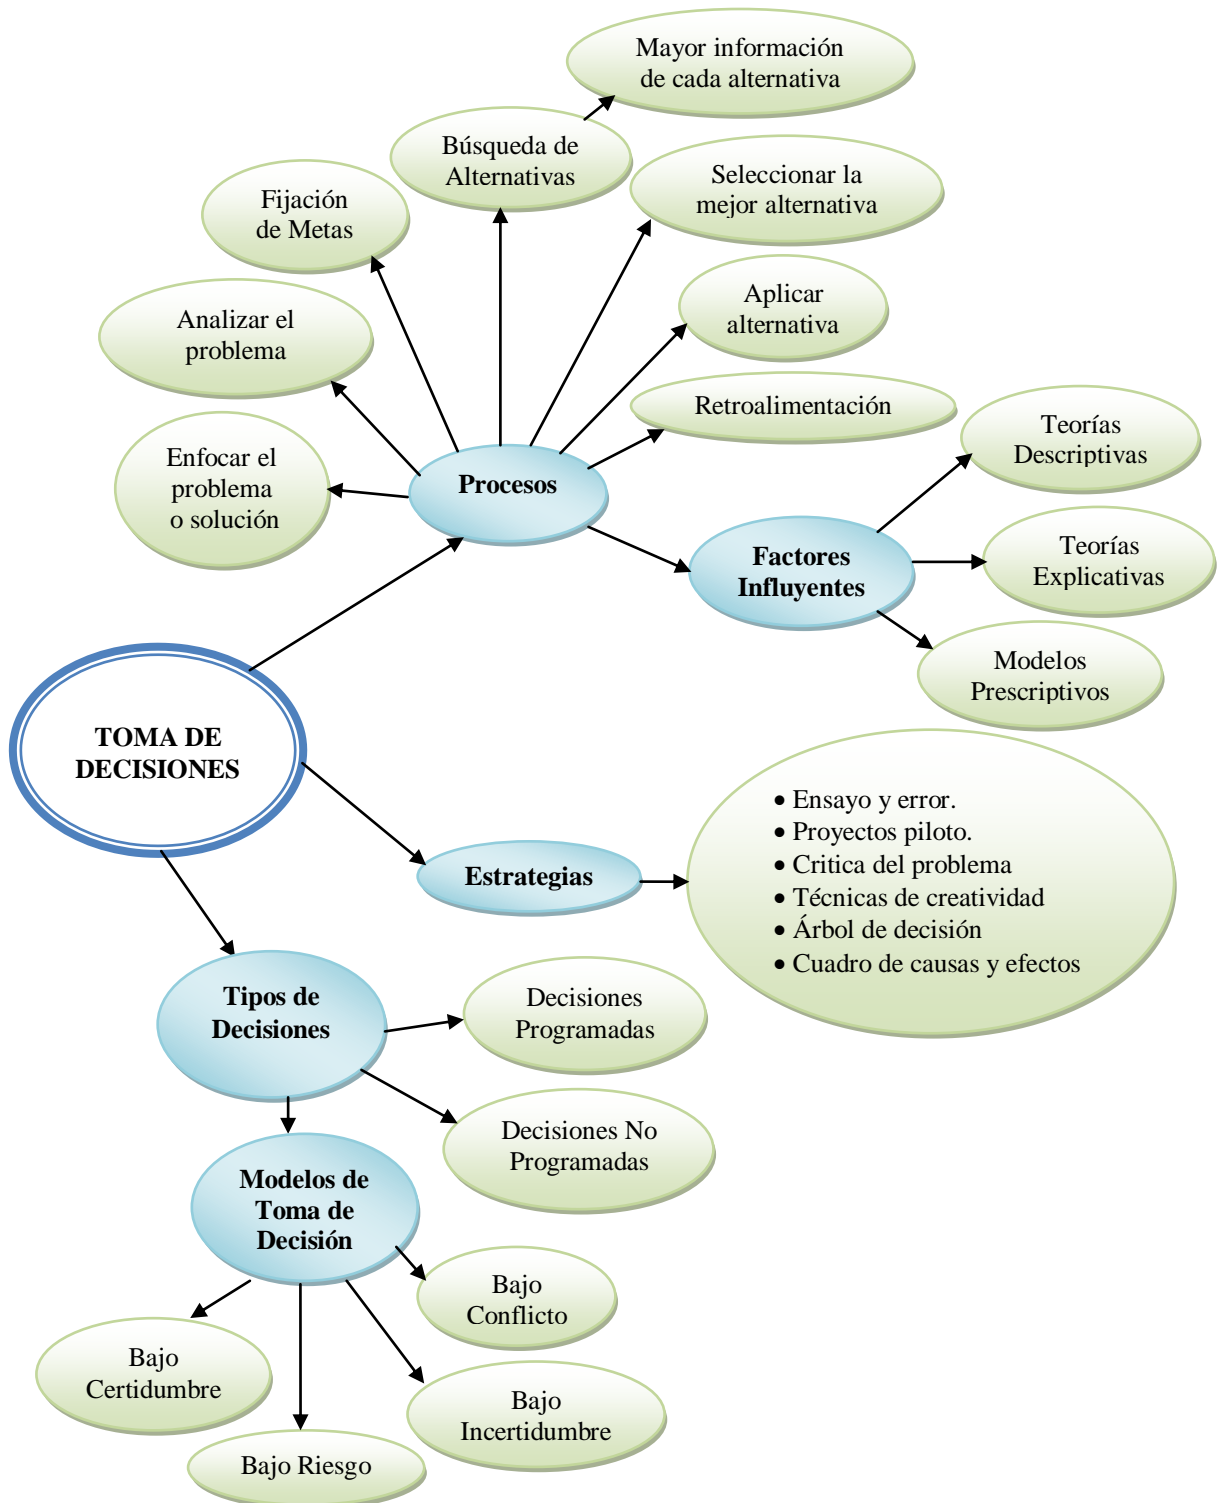 Mayor información
de cada alternativa
Búsqueda de
Alternativas
Seleccionar la
mejor alternativa
Fijación
de Metas
Aplicar
alternativa
Analizar el
problema
Retroalimentación
Enfocar el
problema
o solución
Procesos
Teorías
Descriptivas
Factores
Influyentes
Teorías
Explicativas
Modelos
Prescriptivos
TOMA DE
DECISIONES
Estrategias
• Ensayo y error.
• Proyectos piloto.
• Critica del problema
• Técnicas de creatividad
• Árbol de decisión
• Cuadro de causas y efectos
Tipos de
Decisiones
Decisiones
Programadas
Decisiones No
Programadas
Modelos de
Toma de
Decisión
Bajo
Conflicto
Bajo
Certidumbre
Bajo
Incertidumbre
Bajo Riesgo